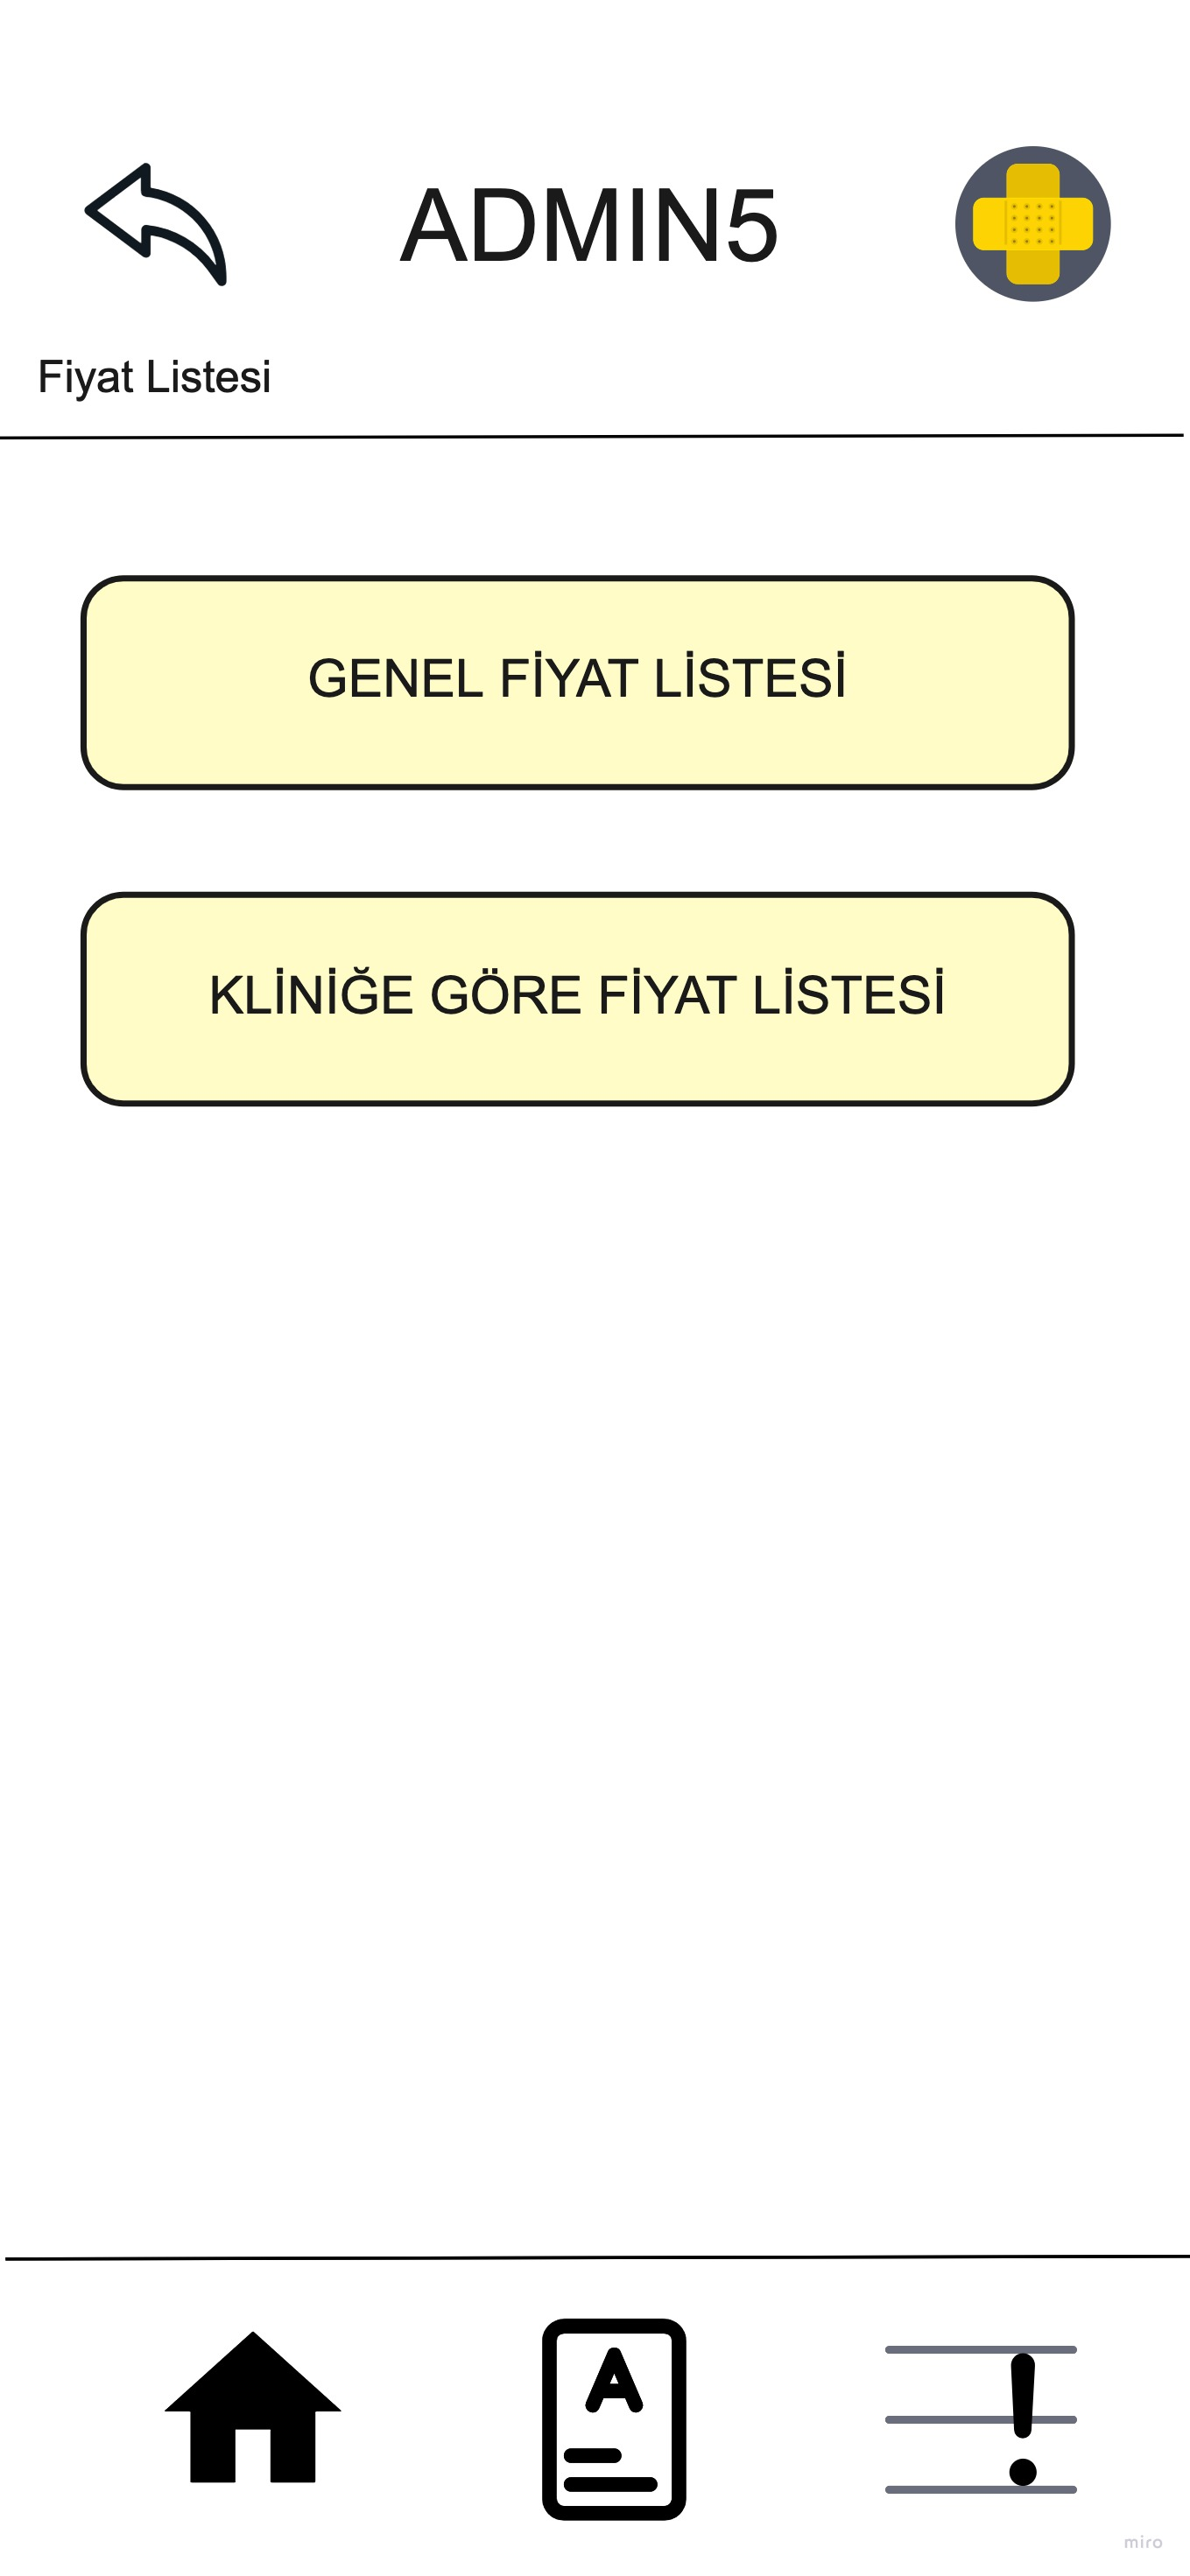 ADMIN5
Fiyat Listesi
GENEL FİYAT LİSTESİ
KLİNİĞE GÖRE FİYAT LİSTESİ
A
!
miro